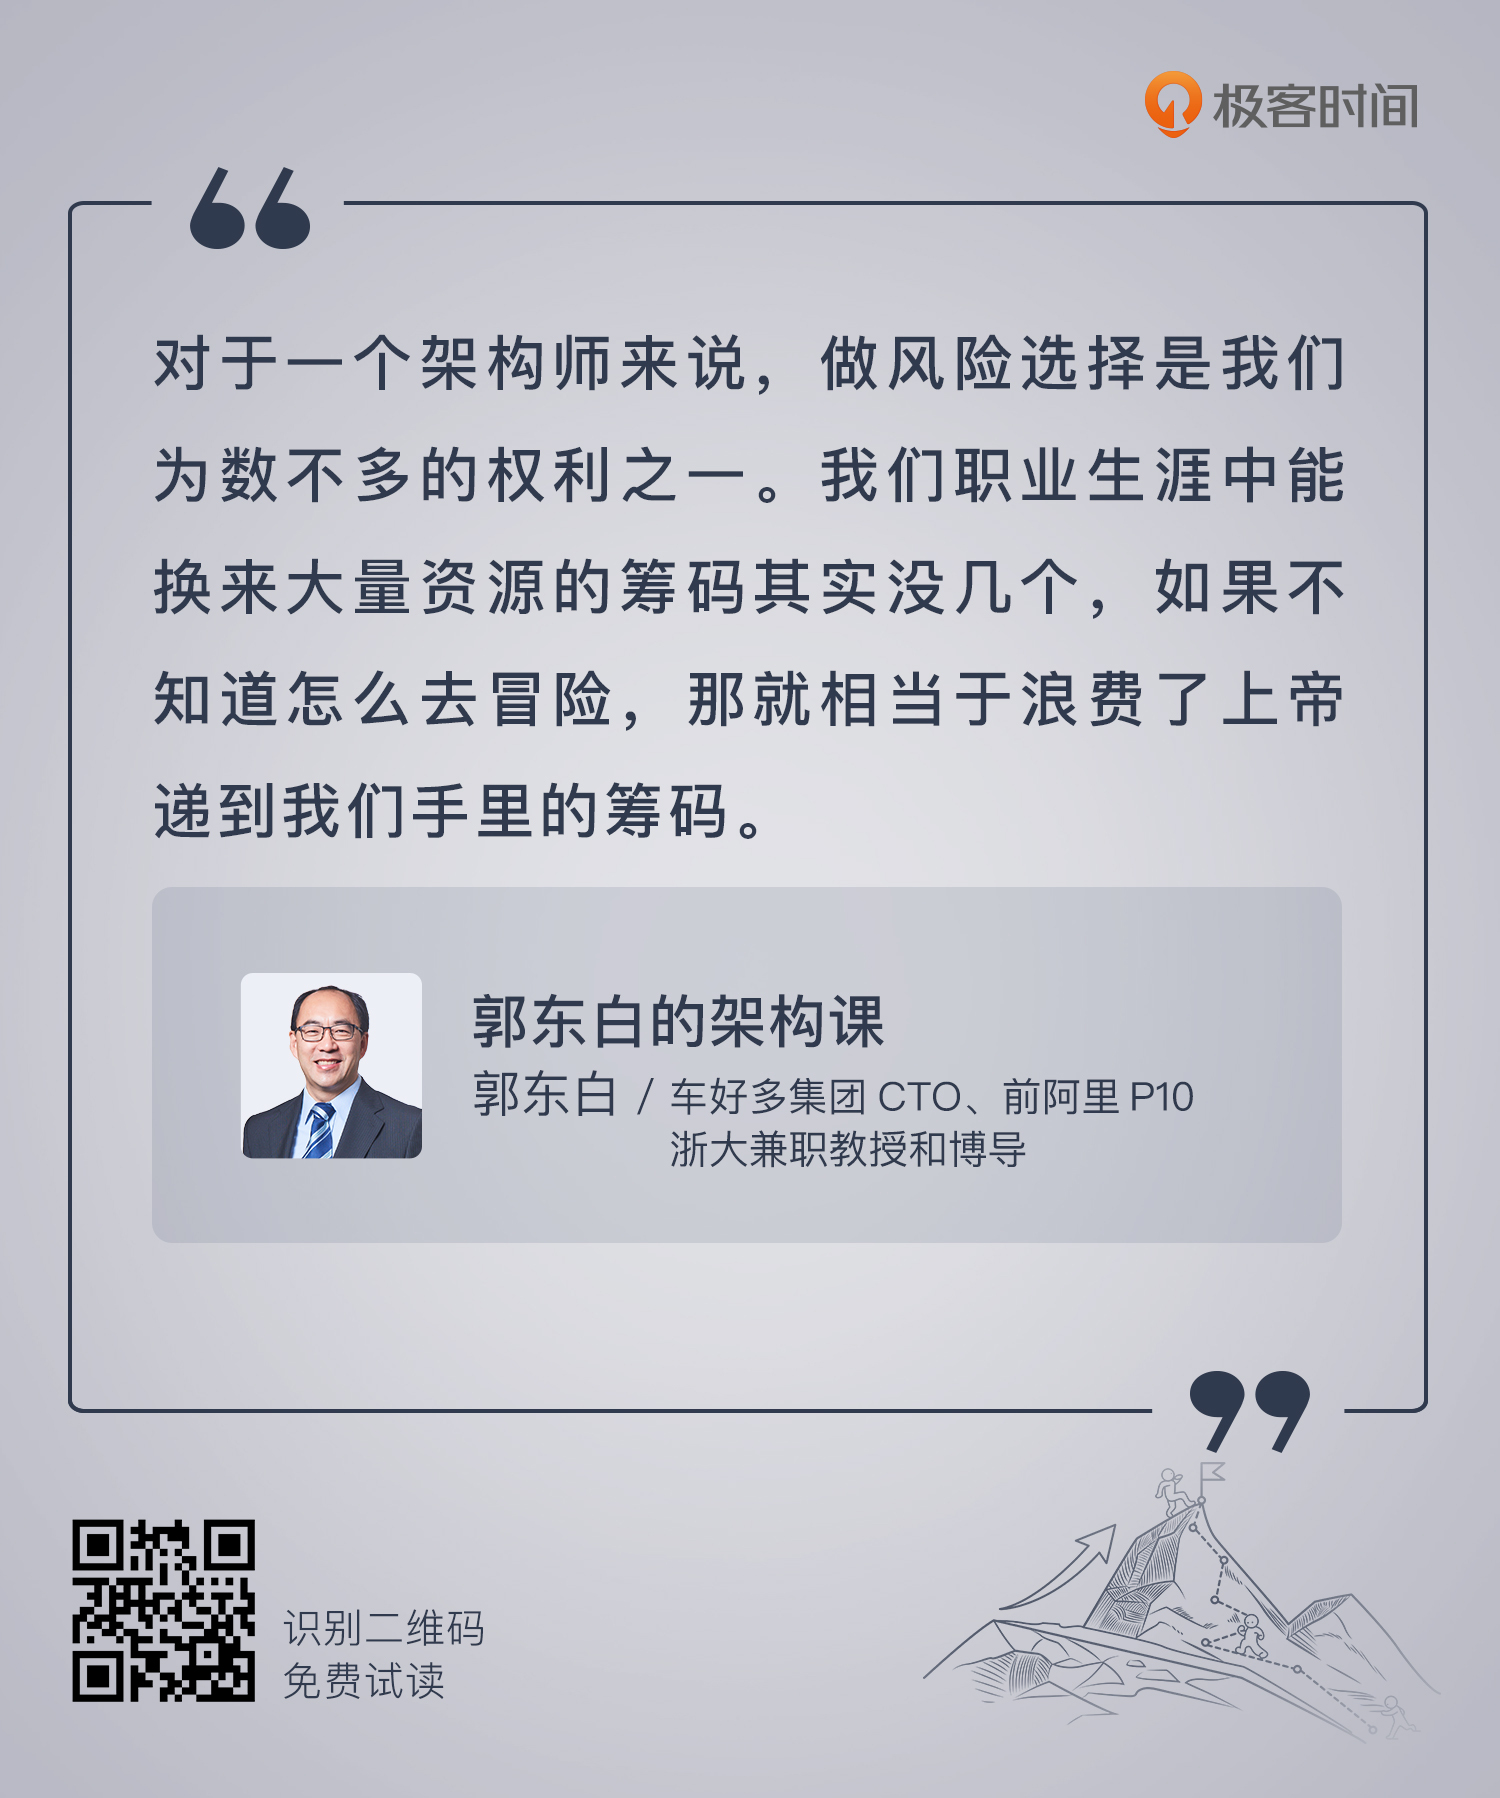 极客时间
对于一个架构师来说，做风险选择是我们
为数不多的权利之一。我们职业生涯中能
换来大量资源的筹码其实没几个，如果不
知道怎么去冒险，那就相当于浪费了上帝
递到我们手里的筹码。
郭东白的架构课
郭东白 / 车好多集团 CTO、前阿里 P10
浙大兼职教授和博导
识别二维码
免费试读